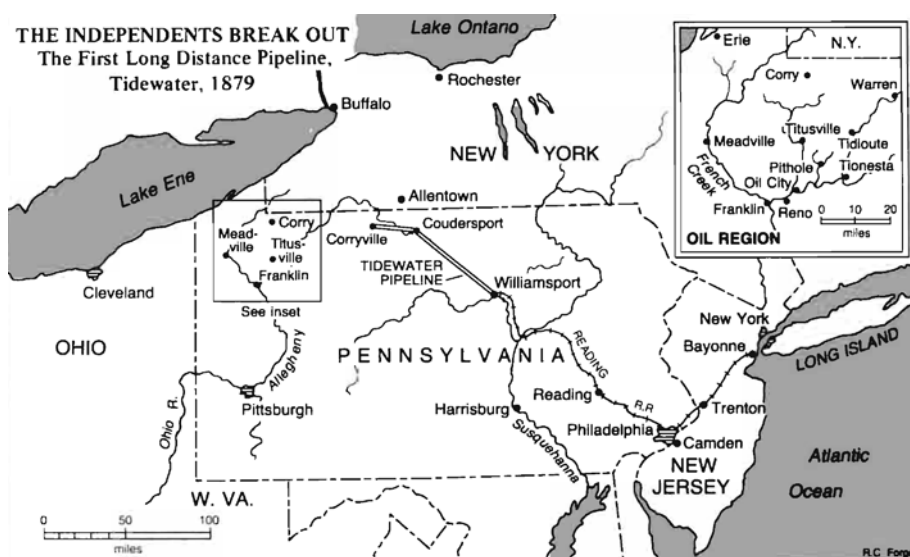 THE INDEPENDENTS BREAK OUT
The First Long Distance Pipeline,
Tidewater, 1879
Lake Ontario
Rochester
Buffalo
NEW YORK
Lake Erie
Allentown
Corry
Coudersport
Mead-
ville
Titus-
ville
Corryville
Franklin
TIDEWATER
PIPELINE
Williamsport
Cleveland
See inset
New York
Bayonne
LONG ISLAND
OHIO
Allegheny
PENNSYLVANIA
READING
R.R
Reading
Trenton
Pittsburgh
Harrisburg
Philadelphia
Camden
Ohio R.
Susquehanna
NEW
JERSEY
Atlantic
Ocean
W. VA.
0 50 100
miles
R.C. Forg
Erie
N.Y.
Corry
Warren
Titusville
Meadville
Tidioute
French
Creek
Pithole
Tionesta
Oil City
Franklin
Reno
0 10 20
miles
OIL REGION